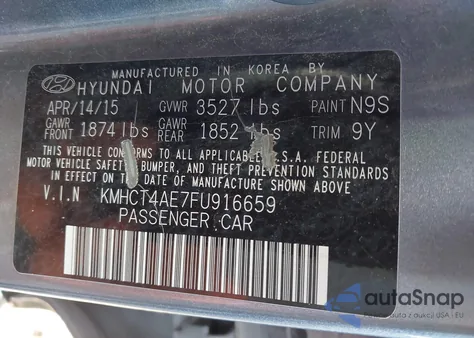 MANUFACTURED IN KOREA BY
HYUNDAI MOTOR COMPANY
APR/14/15 GVWR 3527 lbs PAINT N9S
GAWR FRONT 1874 lbs GAWR REAR 1852 lbs TRIM 9Y
THIS VEHICLE CONFORMS TO ALL APPLICABLE U.S.A. FEDERAL
MOTOR VEHICLE SAFETY, BUMPER, AND THEFT PREVENTION STANDARDS
IN EFFECT ON THE DATE OF MANUFACTURE SHOWN ABOVE.
V.I.N KMHCT4AE7FU916659
PASSENGER CAR
autoSnap